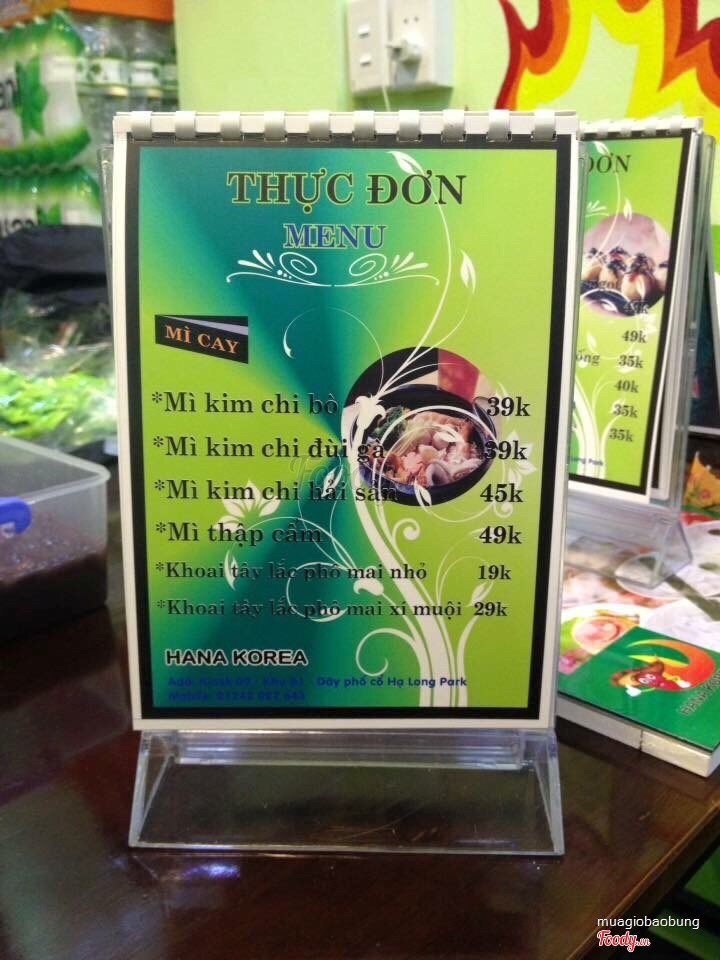 THỰC ĐƠN
MENU
MÌ CAY
*Mì kim chi bò 39k
*Mì kim chi đùi gà 39k
*Mì kim chi hải sản 45k
*Mì thập cẩm 49k
*Khoai tây lắc phô mai nhỏ 19k
*Khoai tây lắc phô mai xí muội 29k
HANA KOREA
Dãy phố cổ Hạ Long Park
Mobile:
ĐƠN
49k
35k
40k
35k
35k
Park
muagiobaobung
Foody.vn